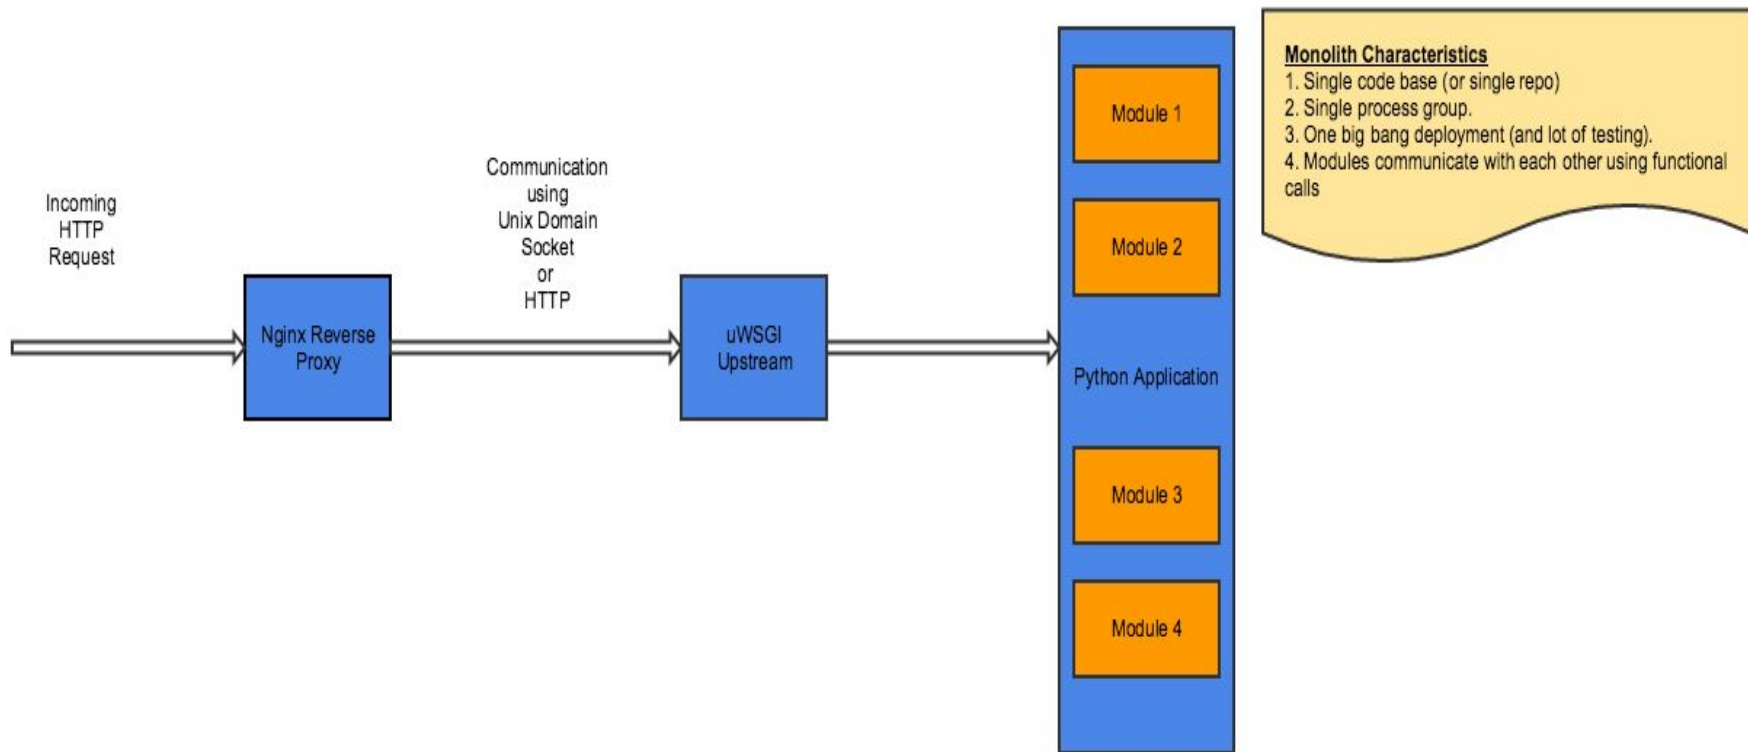 Incoming
HTTP
Request
Nginx Reverse
Proxy
Communication
using
Unix Domain
Socket
or
HTTP
uWSGI
Upstream
Module 1
Module 2
Python Application
Module 3
Module 4
Monolith Characteristics
1. Single code base (or single repo)
2. Single process group.
3. One big bang deployment (and lot of testing).
4. Modules communicate with each other using functional
calls